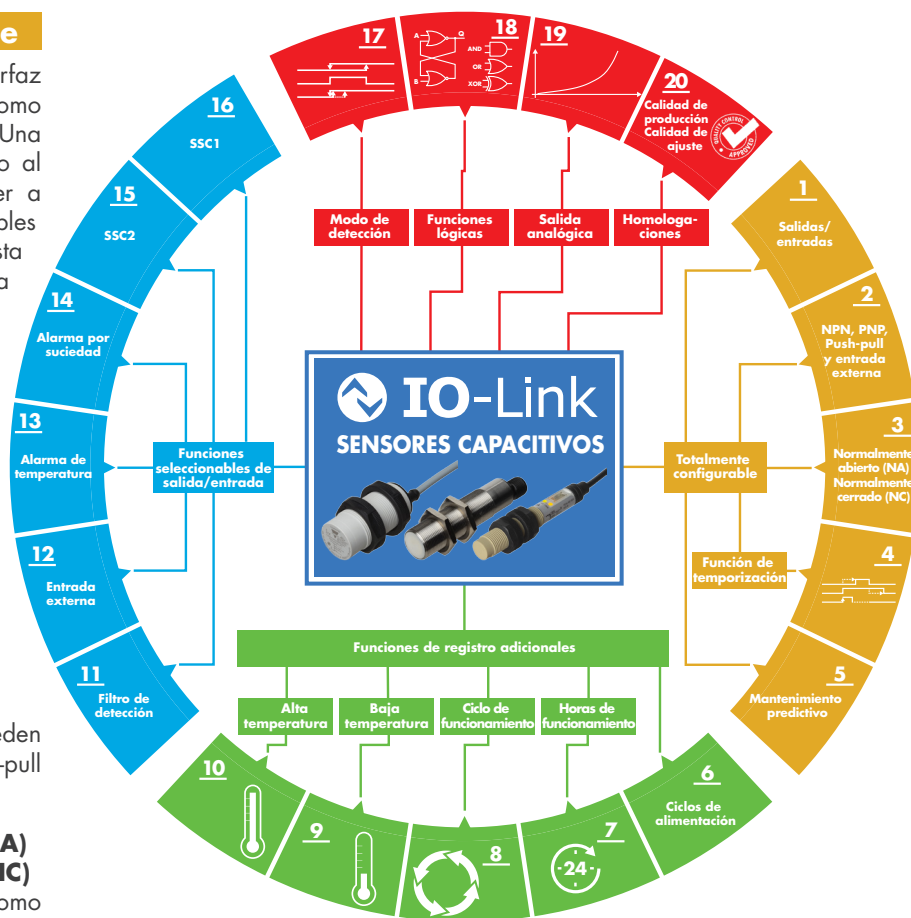 e
rfaz
omo
Una
o al
er a
bles
sta
a
eden
-pull
A)
IC)
omo
17
18
A
Q
B
AND
OR
XOR
19
20
Calidad de
producción
Calidad de
ajuste
QUALITY CONTROL
APPROVED
Modo de
detección
Funciones
lógicas
Salida
analógica
Homologa-
ciones
16
SSC1
15
SSC2
14
Alarma por
suciedad
13
Alarma de
temperatura
12
Entrada
externa
11
Filtro de
detección
Funciones
seleccionables de
salida/entrada
IO-Link
SENSORES CAPACITIVOS
Totalmente
configurable
Función de
temporización
1
Salidas/
entradas
2
NPN, PNP,
Push-pull
y entrada
externa
3
Normalmente
abierto (NA)
Normalmente
cerrado (NC)
4
5
Mantenimiento
predictivo
Funciones de registro adicionales
Alta
temperatura
Baja
temperatura
Ciclo de
funcionamiento
Horas de
funcionamiento
10
9
8
7
24
6
Ciclos de
alimentación